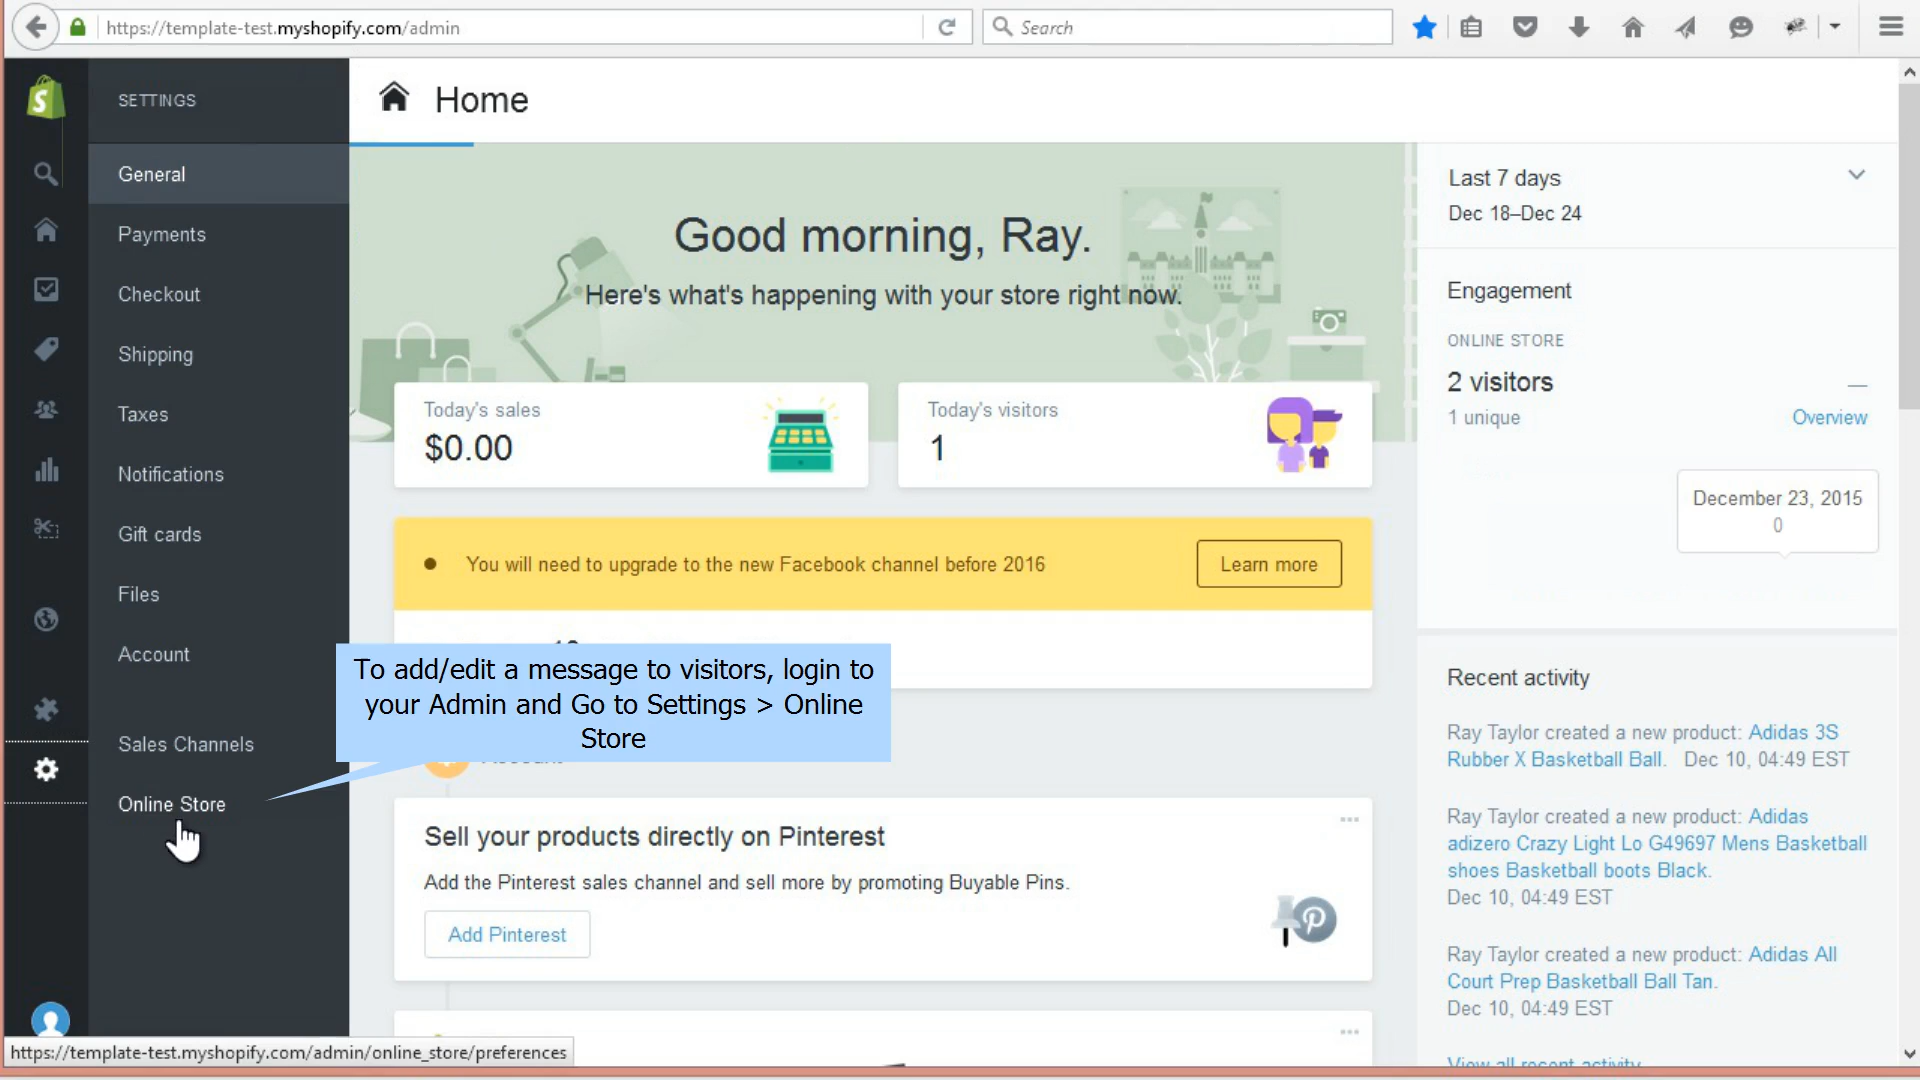 https://template-test.myshopify.com/admin
Search
SETTINGS
General
Payments
Checkout
Shipping
Taxes
Notifications
Gift cards
Files
Account
Sales Channels
Online Store
Home
Good morning, Ray.
Here's what's happening with your store right now.
Today's sales
$0.00
Today's visitors
1
You will need to upgrade to the new Facebook channel before 2016
Learn more
To add/edit a message to visitors, login to
your Admin and Go to Settings > Online
Store
Sell your products directly on Pinterest
Add the Pinterest sales channel and sell more by promoting Buyable Pins.
Add Pinterest
Last 7 days
Dec 18–Dec 24
Engagement
ONLINE STORE
2 visitors
—
1 unique
Overview
December 23, 2015
0
Recent activity
Ray Taylor created a new product: Adidas 3S
Rubber X Basketball Ball. Dec 10, 04:49 EST
Ray Taylor created a new product: Adidas
adizero Crazy Light Lo G49697 Mens Basketball
shoes Basketball boots Black.
Dec 10, 04:49 EST
Ray Taylor created a new product: Adidas All
Court Prep Basketball Ball Tan.
Dec 10, 04:49 EST
View all recent activity
https://template-test.myshopify.com/admin/online_store/preferences